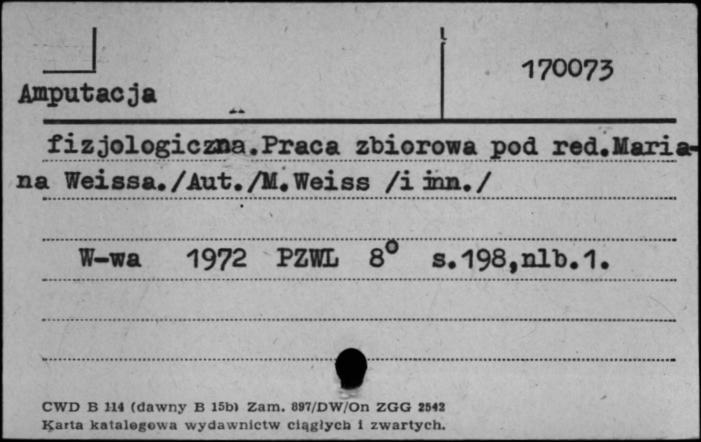 170073
Amputacja
fizjologiczna.Praca zbiorowa pod red.Maria-
na Weissa./Aut./M.Weiss /i inn./
W-wa 1972 PZWL 8° s.198,nlb.1.
CWD B 114 (dawny B 15b) Zam. 897/DW/On ZGG 2542
Karta katalogowa wydawnictw ciągłych i zwartych.